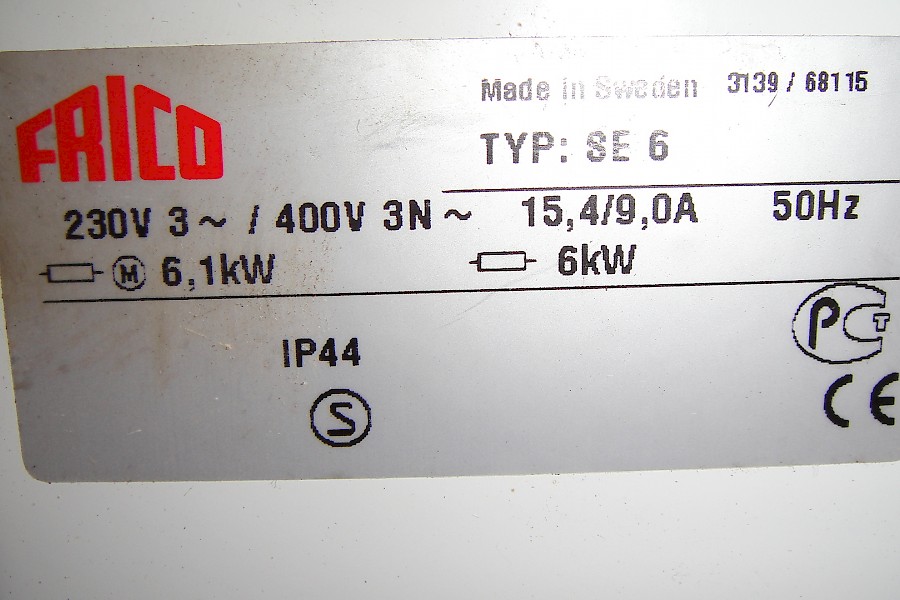 FRICO
Made in Sweden 3139 / 68115
TYP: SE 6
230V 3~ / 400V 3N~ 15,4/9,0A 50Hz
M 6,1kW 6kW
IP44
S
PCT
CE